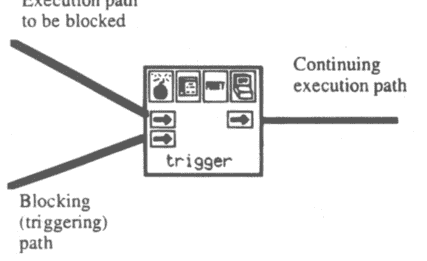 Execution path
to be blocked
Continuing
execution path
trigger
Blocking
(triggering)
path